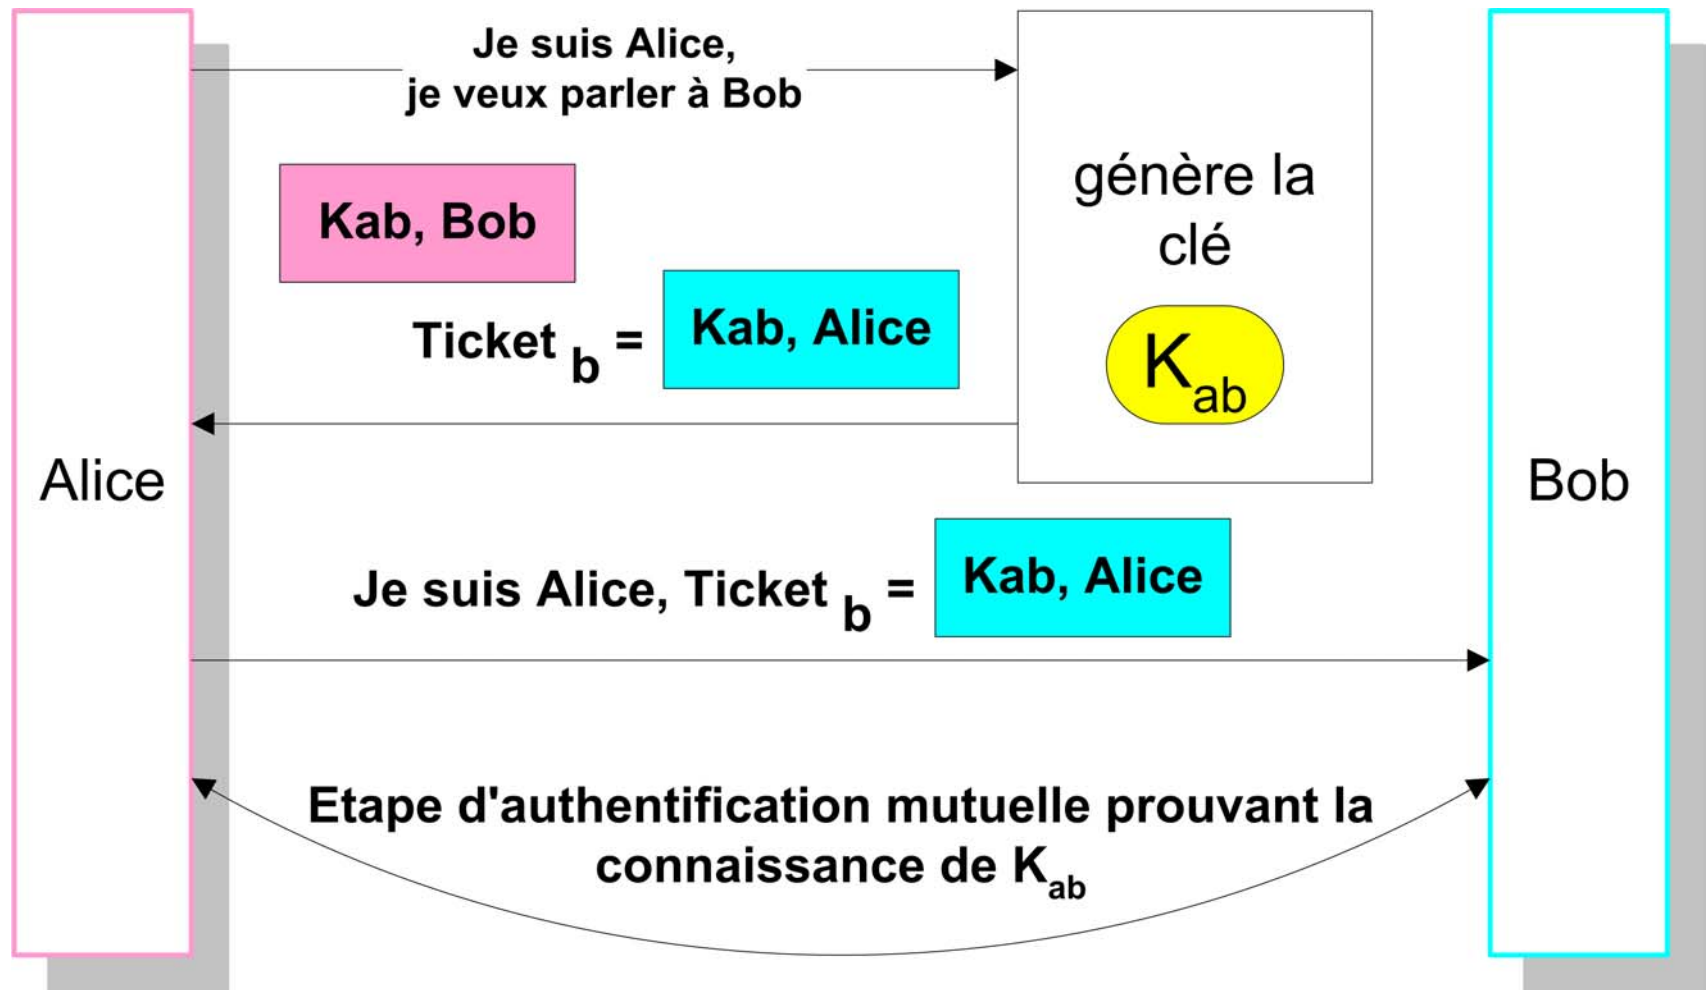 Je suis Alice,
je veux parler à Bob
Kab, Bob
génère la
clé
Kab
Ticket b = Kab, Alice
Alice
Bob
Je suis Alice, Ticket b = Kab, Alice
Etape d'authentification mutuelle prouvant la
connaissance de Kab